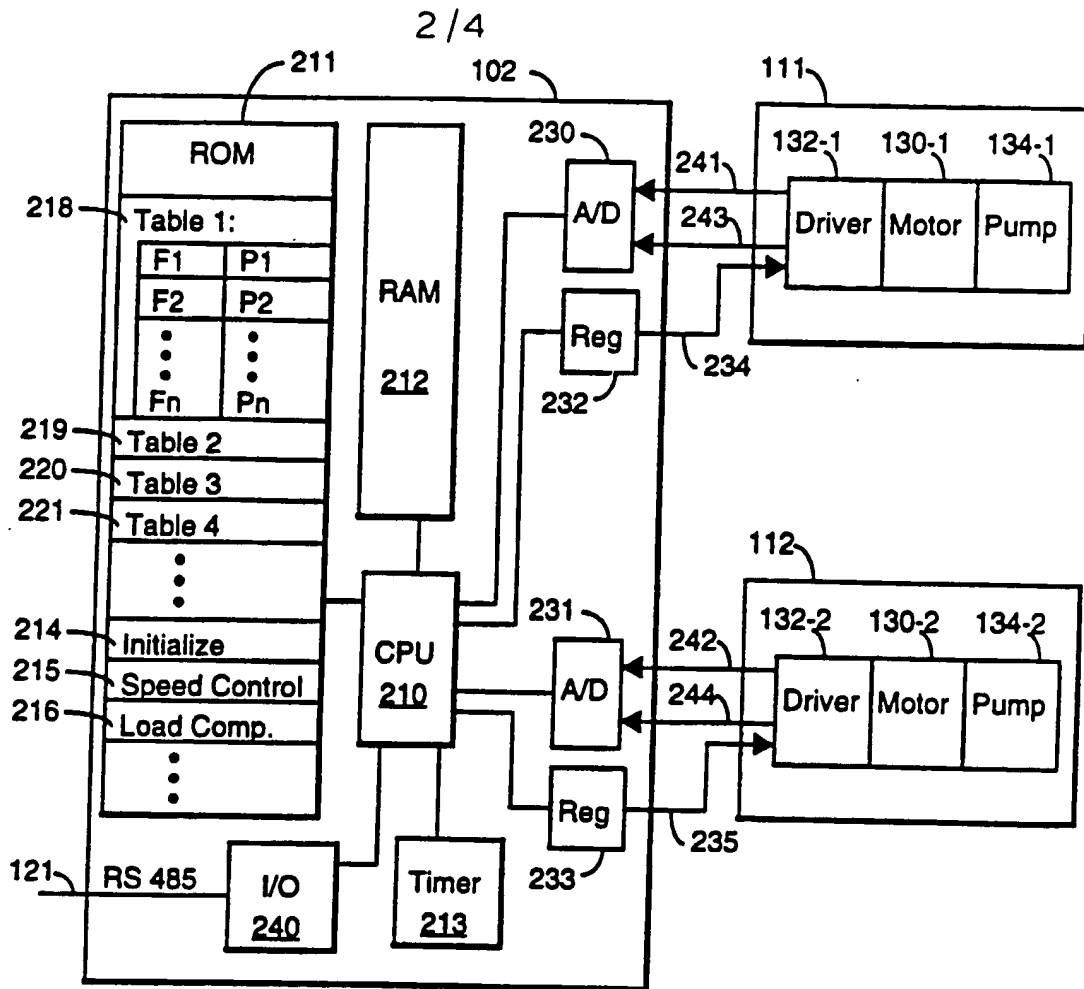 2/4
211
102
111
ROM
230
132-1 130-1 134-1
241
218
Table 1:
A/D
243
Driver Motor Pump
F1 P1
F2 P2
RAM
212
Reg
234
232
Fn Pn
219
Table 2
220
Table 3
221
Table 4
112
231
132-2 130-2 134-2
242
214
Initialize
CPU
210
A/D
215
Speed Control
244
Driver Motor Pump
216
Load Comp.
Reg
235
233
121
RS 485
I/O
240
Timer
213